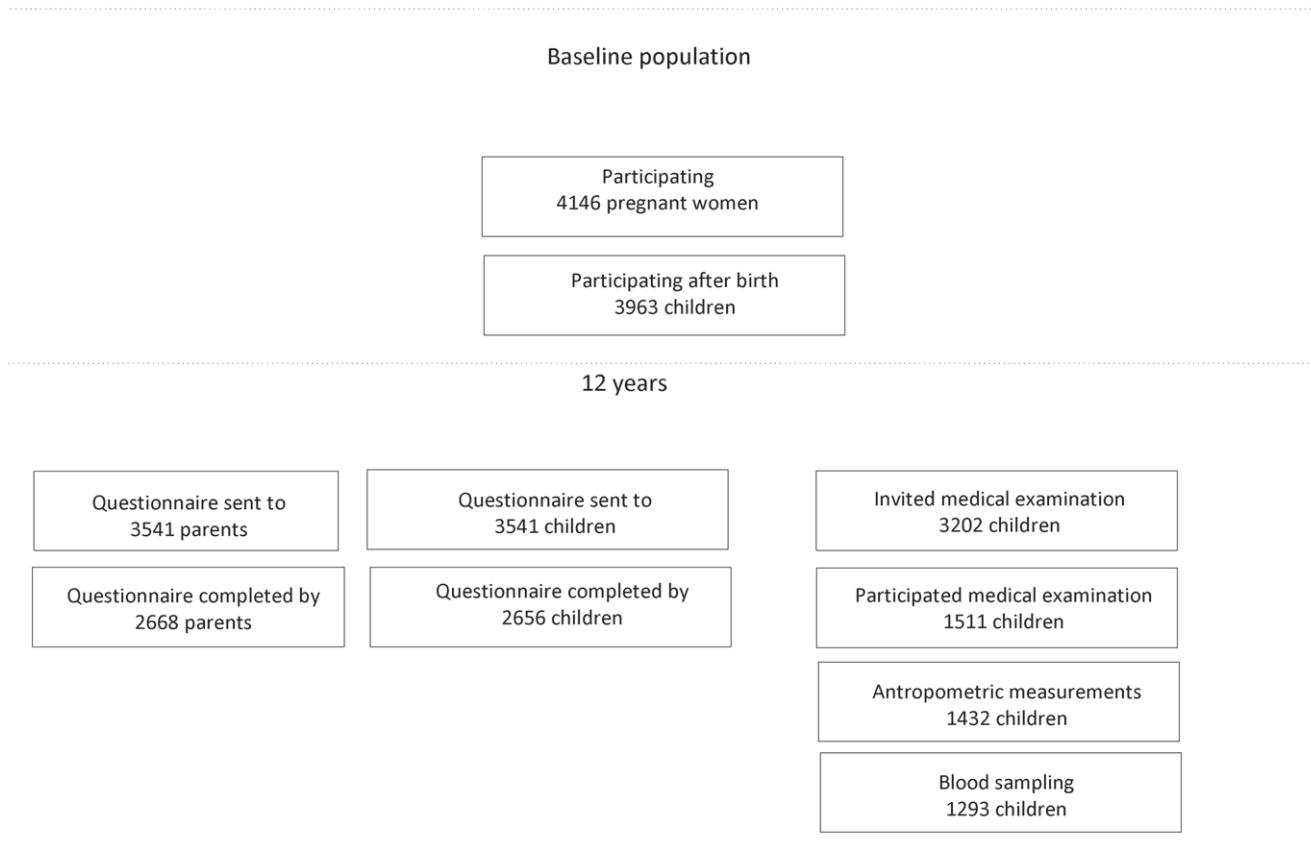 Baseline population
Participating
4146 pregnant women
Participating after birth
3963 children
12 years
Questionnaire sent to
3541 parents
Questionnaire completed by
2668 parents
Questionnaire sent to
3541 children
Questionnaire completed by
2656 children
Invited medical examination
3202 children
Participated medical examination
1511 children
Antropometric measurements
1432 children
Blood sampling
1293 children